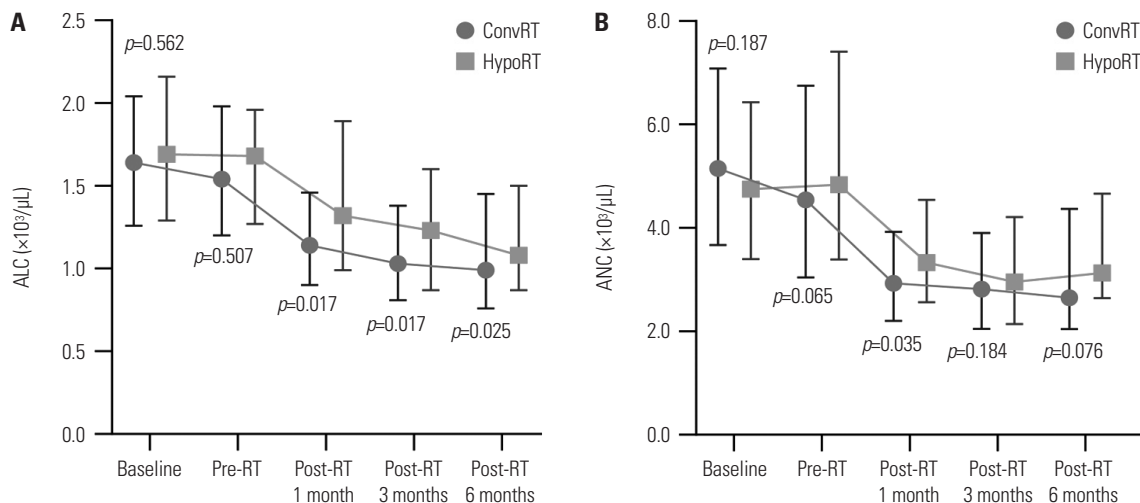 A
ConvRT
HypoRT
p=0.562
p=0.507
p=0.017
p=0.017
p=0.025
ALC (×10³/µL)
2.5
2.0
1.5
1.0
0.5
0.0
Baseline
Pre-RT
Post-RT
1 month
Post-RT
3 months
Post-RT
6 months
B
ConvRT
HypoRT
p=0.187
p=0.065
p=0.035
p=0.184
p=0.076
ANC (×10³/µL)
8.0
6.0
4.0
2.0
0.0
Baseline
Pre-RT
Post-RT
1 month
Post-RT
3 months
Post-RT
6 months